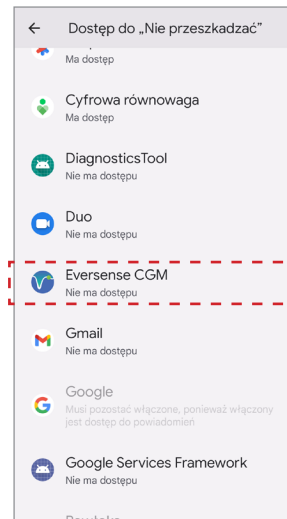 Dostęp do „Nie przeszkadzać”
Ma dostęp
Cyfrowa równowaga
Ma dostęp
DiagnosticsTool
Nie ma dostępu
Duo
Nie ma dostępu
Eversense CGM
Nie ma dostępu
Gmail
Nie ma dostępu
Google
Musi pozostać włączone, ponieważ włączony
jest dostęp do powiadomień
Google Services Framework
Nie ma dostępu